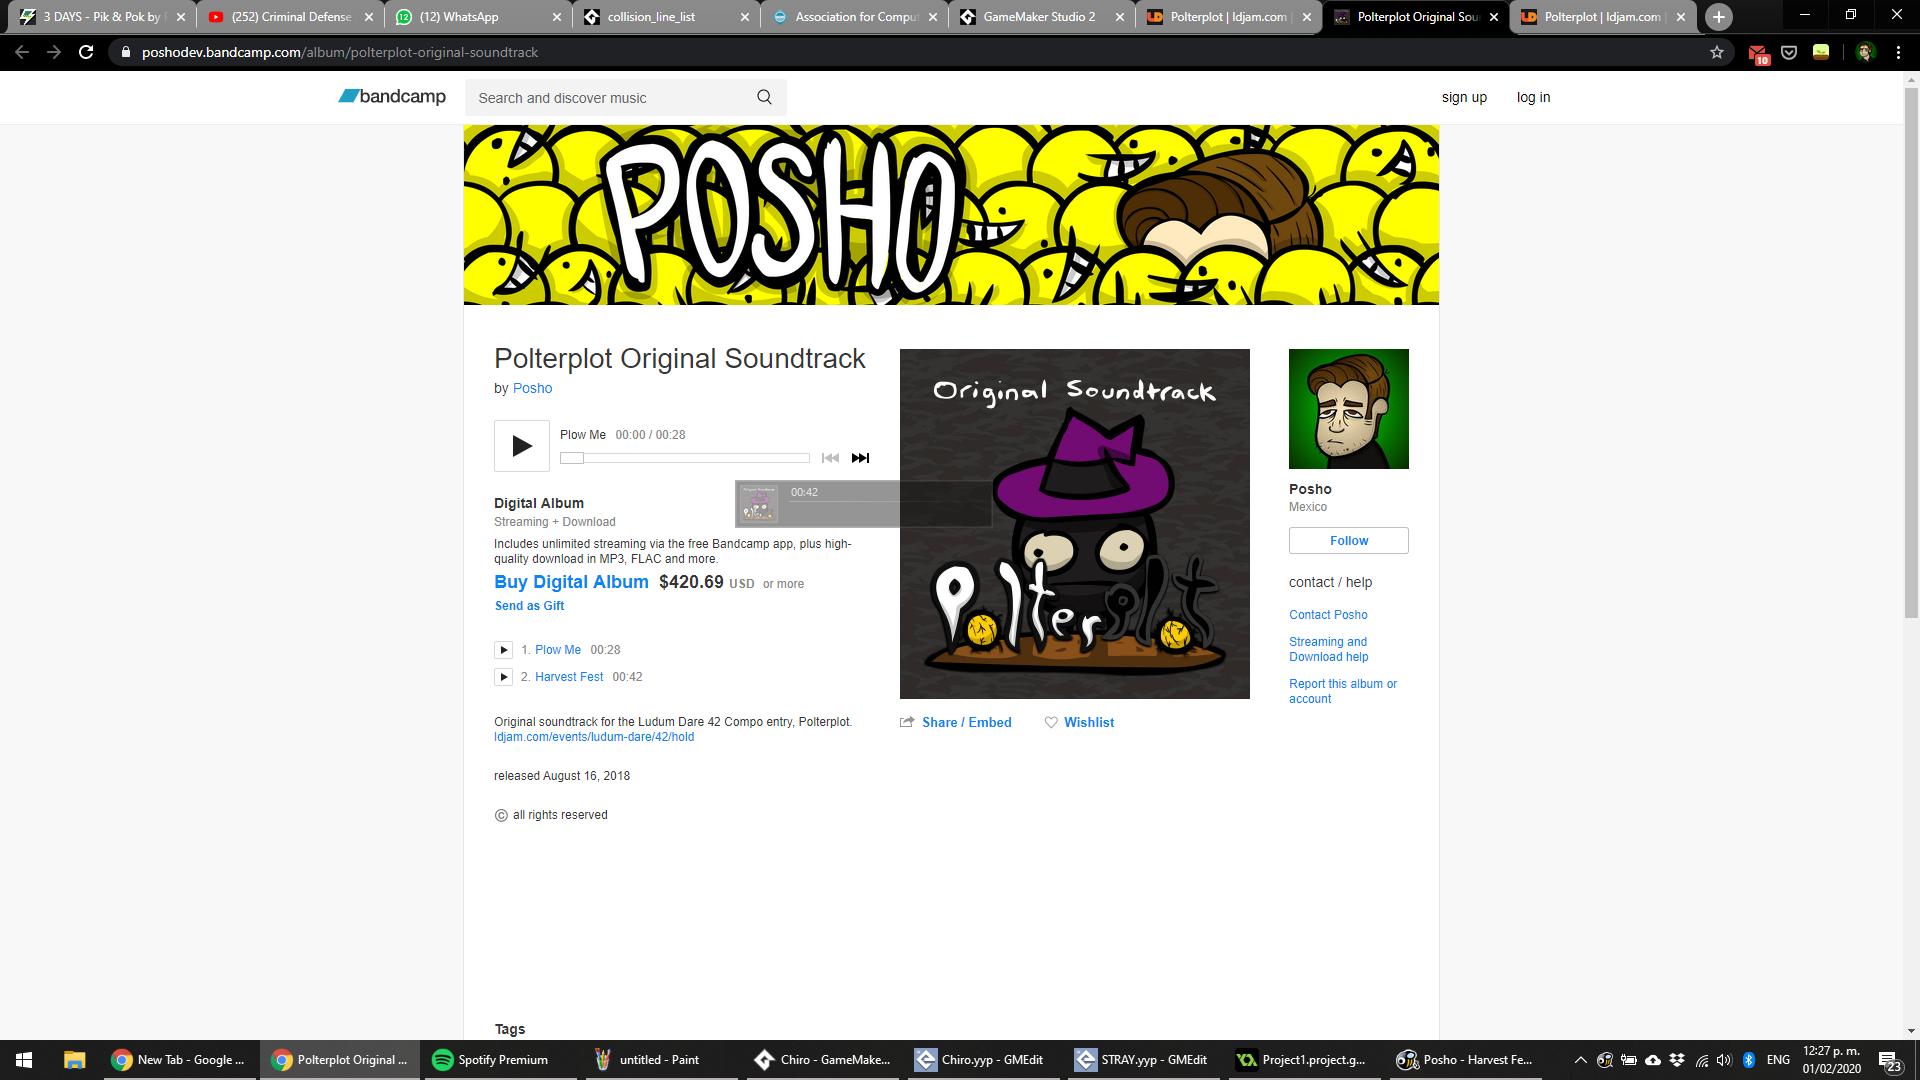 3 DAYS - Pik & Pok by
(252) Criminal Defense
(12) WhatsApp
collision_line_list
Association for Comput
GameMaker Studio 2
Polterplot | ldjam.com |
Polterplot Original Sou
Polterplot | ldjam.com |
poshodev.bandcamp.com/album/polterplot-original-soundtrack
10
bandcamp
Search and discover music
sign up
log in
POSHO
Polterplot Original Soundtrack
by Posho
Plow Me 00:00 / 00:28
00:42
Digital Album
Streaming + Download
Includes unlimited streaming via the free Bandcamp app, plus high-
quality download in MP3, FLAC and more.
Buy Digital Album $420.69 USD or more
Send as Gift
1. Plow Me 00:28
2. Harvest Fest 00:42
Original soundtrack for the Ludum Dare 42 Compo entry, Polterplot.
ldjam.com/events/ludum-dare/42/hold
released August 16, 2018
© all rights reserved
Tags
Original Soundtrack
Polterplot
Share / Embed
Wishlist
Posho
Mexico
Follow
contact / help
Contact Posho
Streaming and
Download help
Report this album or
account
New Tab - Google ...
Polterplot Original ...
Spotify Premium
untitled - Paint
Chiro - GameMake...
Chiro.yyp - GMEdit
STRAY.yyp - GMEdit
Project1.project.g...
Posho - Harvest Fe...
ENG
12:27 p. m.
01/02/2020
23